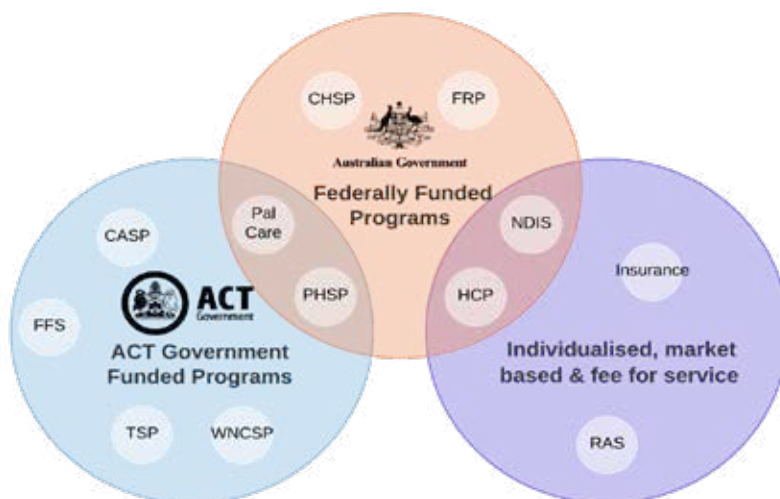 CHSP
FRP
Australian Government
Federally Funded
Programs
Pal
Care
NDIS
CASP
PHSP
HCP
Insurance
ACT
Government
FFS
ACT Government
Funded Programs
Individualised, market
based & fee for service
TSP
WNCSP
RAS